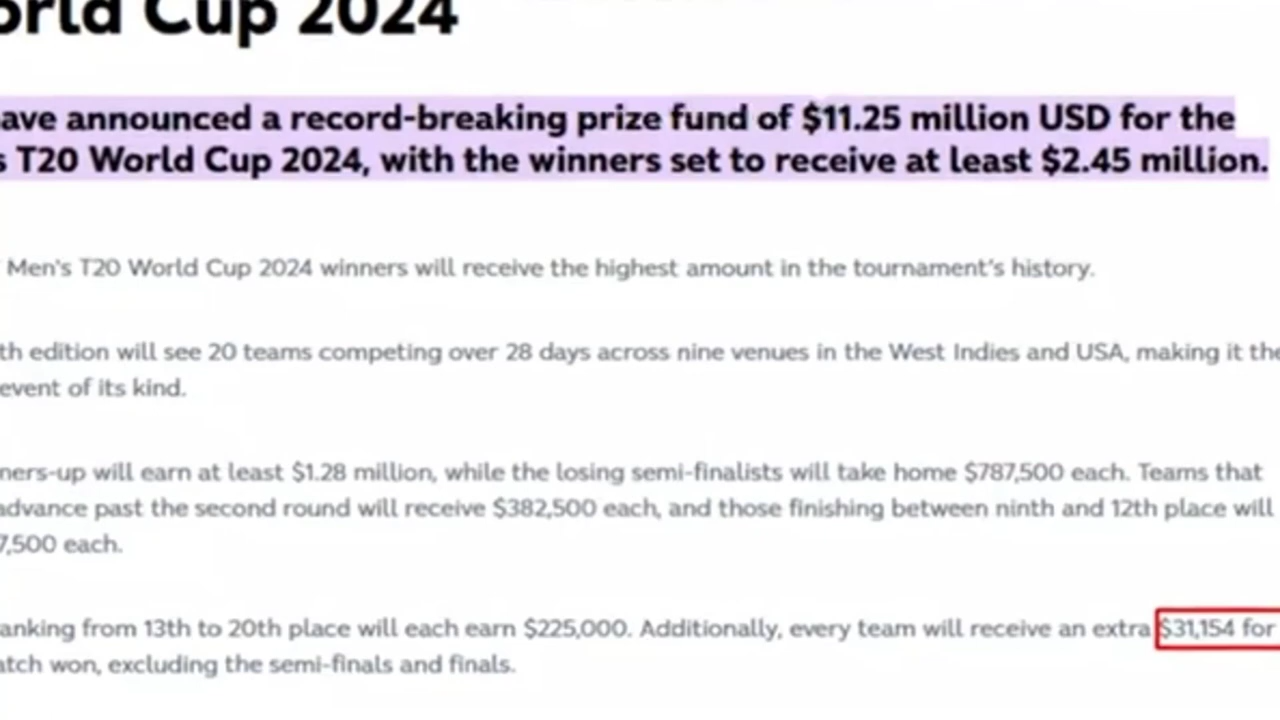 orld Cup 2024
ave announced a record-breaking prize fund of $11.25 million USD for the
s T20 World Cup 2024, with the winners set to receive at least $2.45 million.
Men's T20 World Cup 2024 winners will receive the highest amount in the tournament's history.
th edition will see 20 teams competing over 28 days across nine venues in the West Indies and USA, making it the
event of its kind.
ners-up will earn at least $1.28 million, while the losing semi-finalists will take home $787,500 each. Teams that
advance past the second round will receive $382,500 each, and those finishing between ninth and 12th place will
7,500 each.
anking from 13th to 20th place will each earn $225,000. Additionally, every team will receive an extra $31,154 for
atch won, excluding the semi-finals and finals.